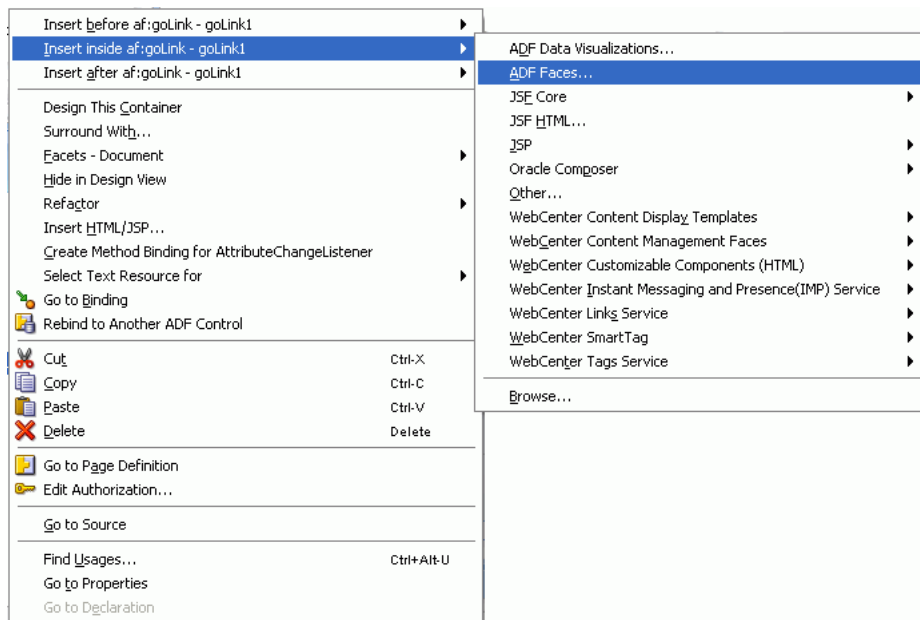 Insert before af:goLink - goLink1
Insert inside af:goLink - goLink1
Insert after af:goLink - goLink1
Design This Container
Surround With...
Facets - Document
Hide in Design View
Refactor
Insert HTML/JSP...
Create Method Binding for AttributeChangeListener
Select Text Resource for
Go to Binding
Rebind to Another ADF Control
Cut Ctrl-X
Copy Ctrl-C
Paste Ctrl-V
Delete Delete
Go to Page Definition
Edit Authorization...
Go to Source
Find Usages... Ctrl+Alt-U
Go to Properties
Go to Declaration
ADF Data Visualizations...
ADF Faces...
JSF Core
JSF HTML...
JSP
Oracle Composer
Other...
WebCenter Content Display Templates
WebCenter Content Management Faces
WebCenter Customizable Components (HTML)
WebCenter Instant Messaging and Presence(IMP) Service
WebCenter Links Service
WebCenter SmartTag
WebCenter Tags Service
Browse...